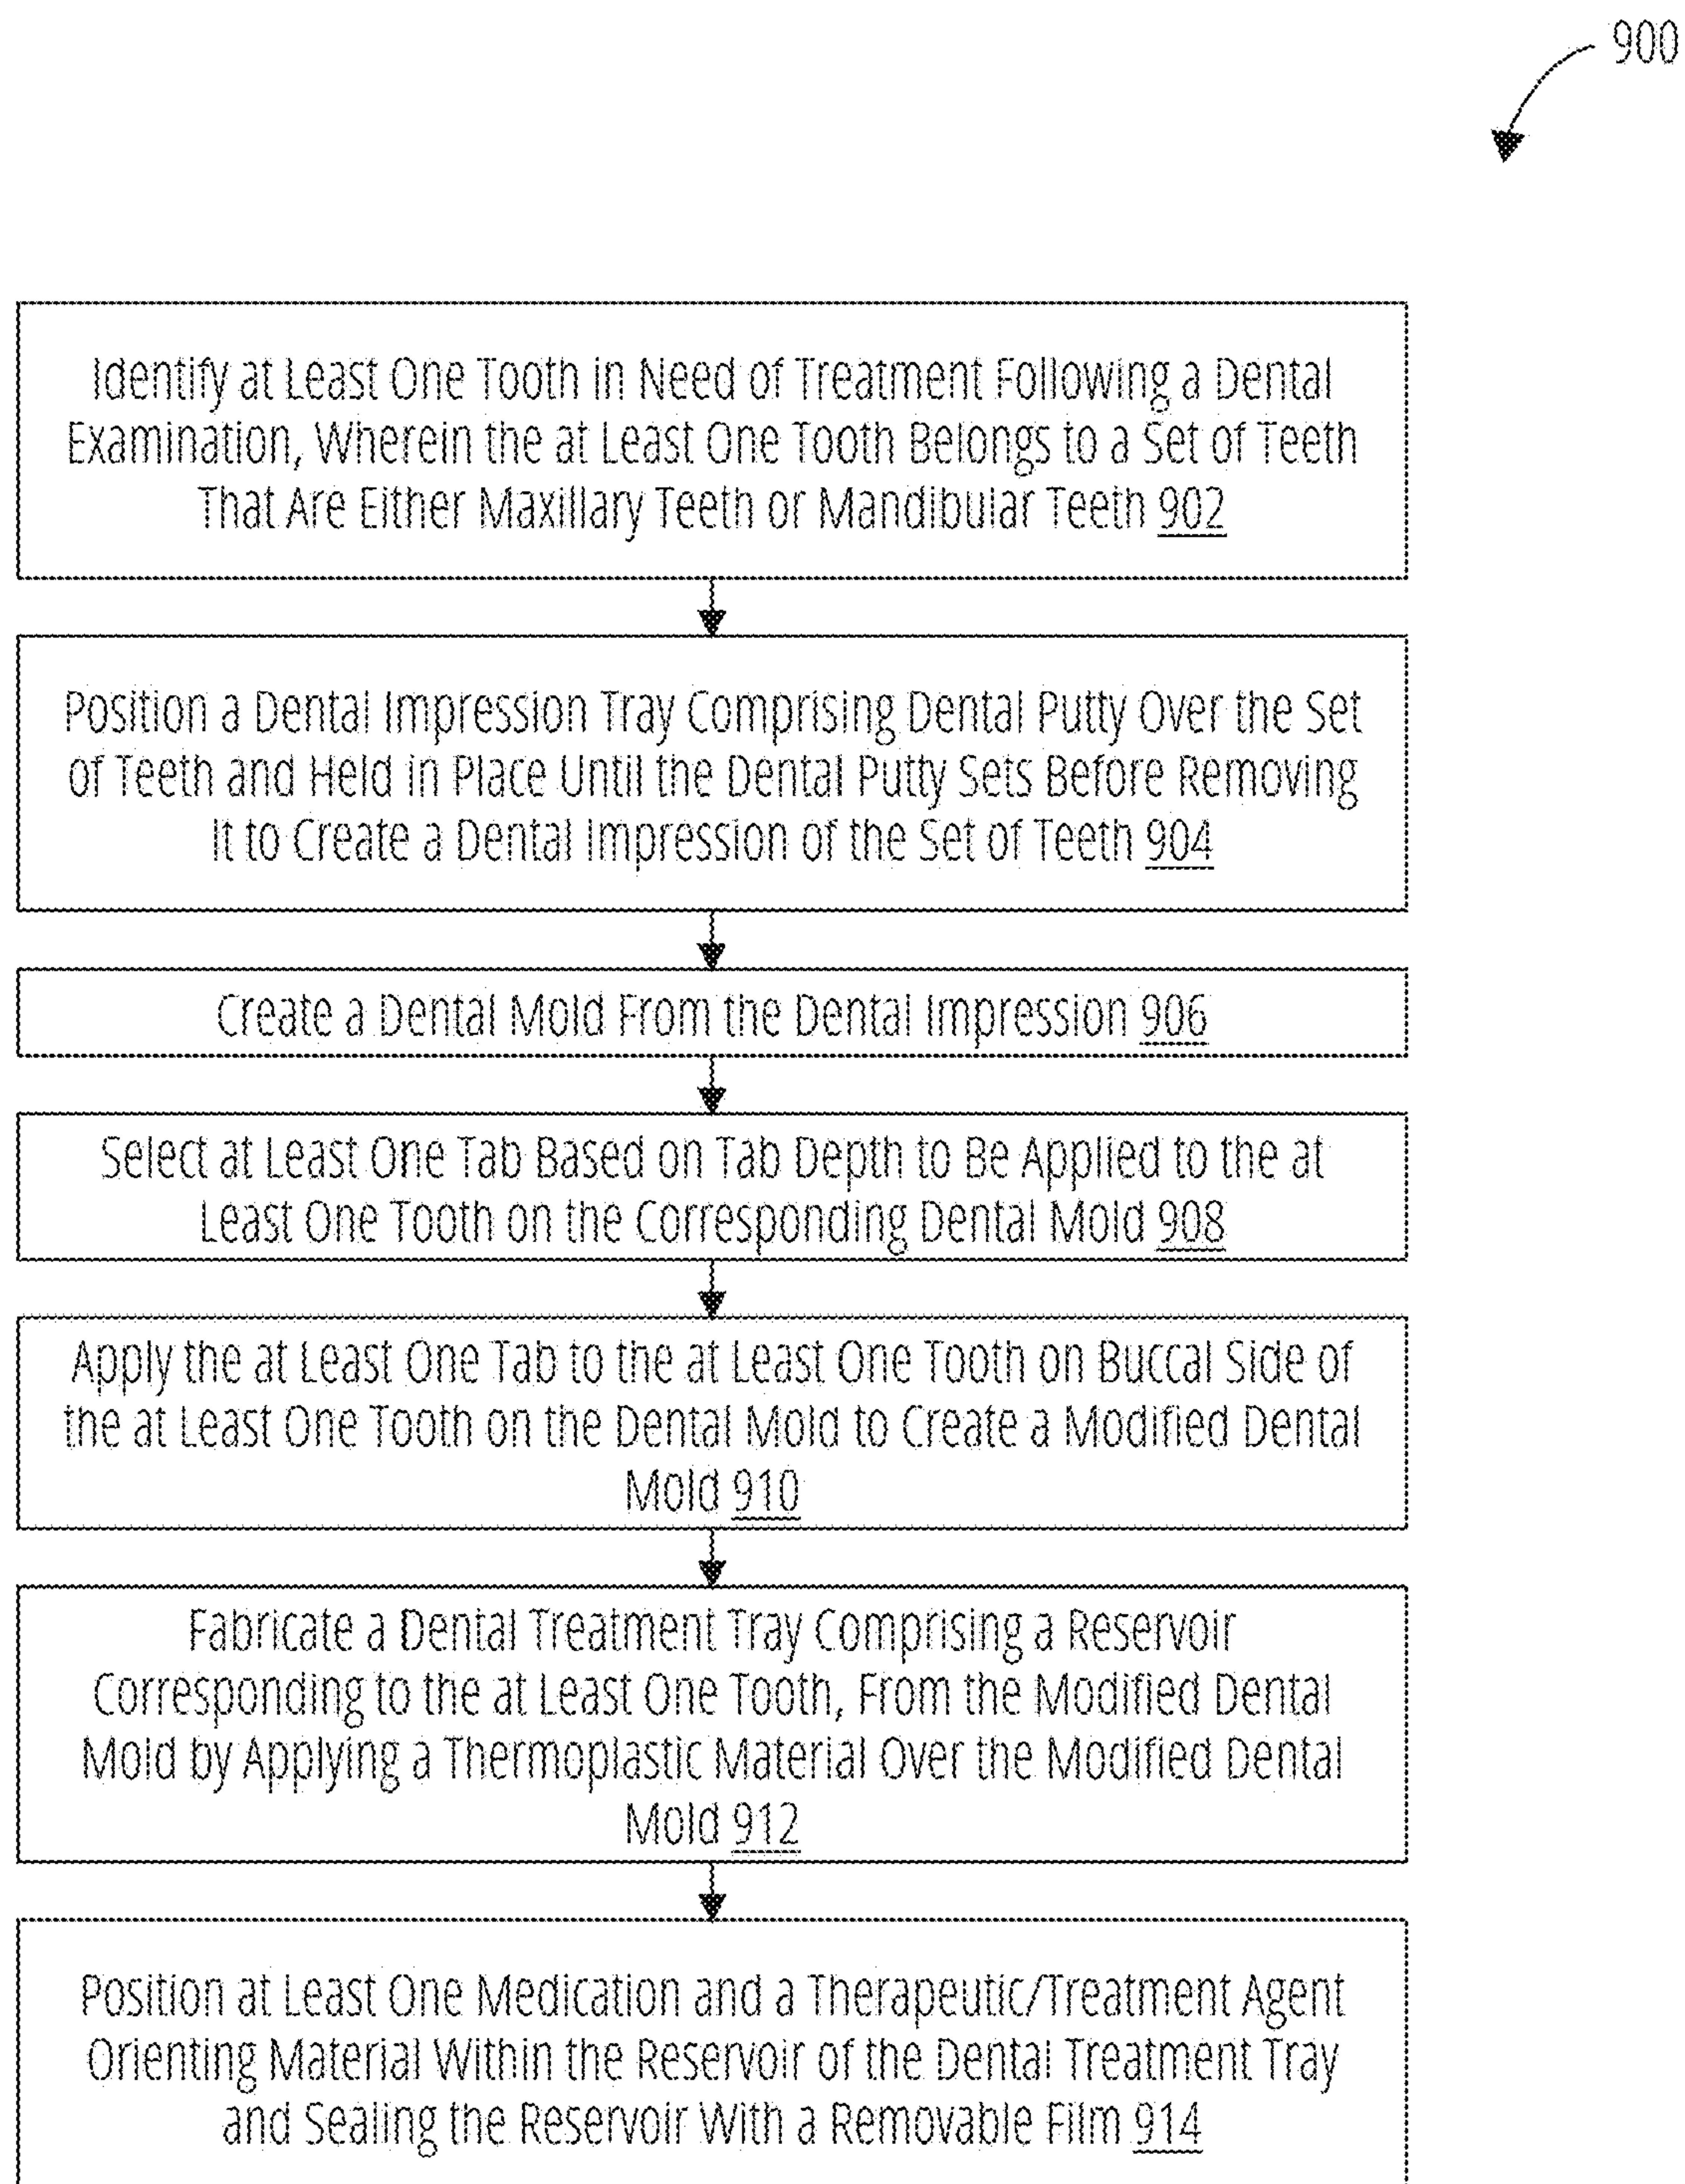 900
Identify at Least One Tooth in Need of Treatment Following a Dental
Examination, Wherein the at Least One Tooth Belongs to a Set of Teeth
That Are Either Maxillary Teeth or Mandibular Teeth 902
Position a Dental Impression Tray Comprising Dental Putty Over the Set
of Teeth and Held in Place Until the Dental Putty Sets Before Removing
It to Create a Dental Impression of the Set of Teeth 904
Create a Dental Mold From the Dental Impression 906
Select at Least One Tab Based on Tab Depth to Be Applied to the at
Least One Tooth on the Corresponding Dental Mold 908
Apply the at Least One Tab to the at Least One Tooth on Buccal Side of
the at Least One Tooth on the Dental Mold to Create a Modified Dental
Mold 910
Fabricate a Dental Treatment Tray Comprising a Reservoir
Corresponding to the at Least One Tooth, From the Modified Dental
Mold by Applying a Thermoplastic Material Over the Modified Dental
Mold 912
Position at Least One Medication and a Therapeutic/Treatment Agent
Orienting Material Within the Reservoir of the Dental Treatment Tray
and Sealing the Reservoir With a Removable Film 914